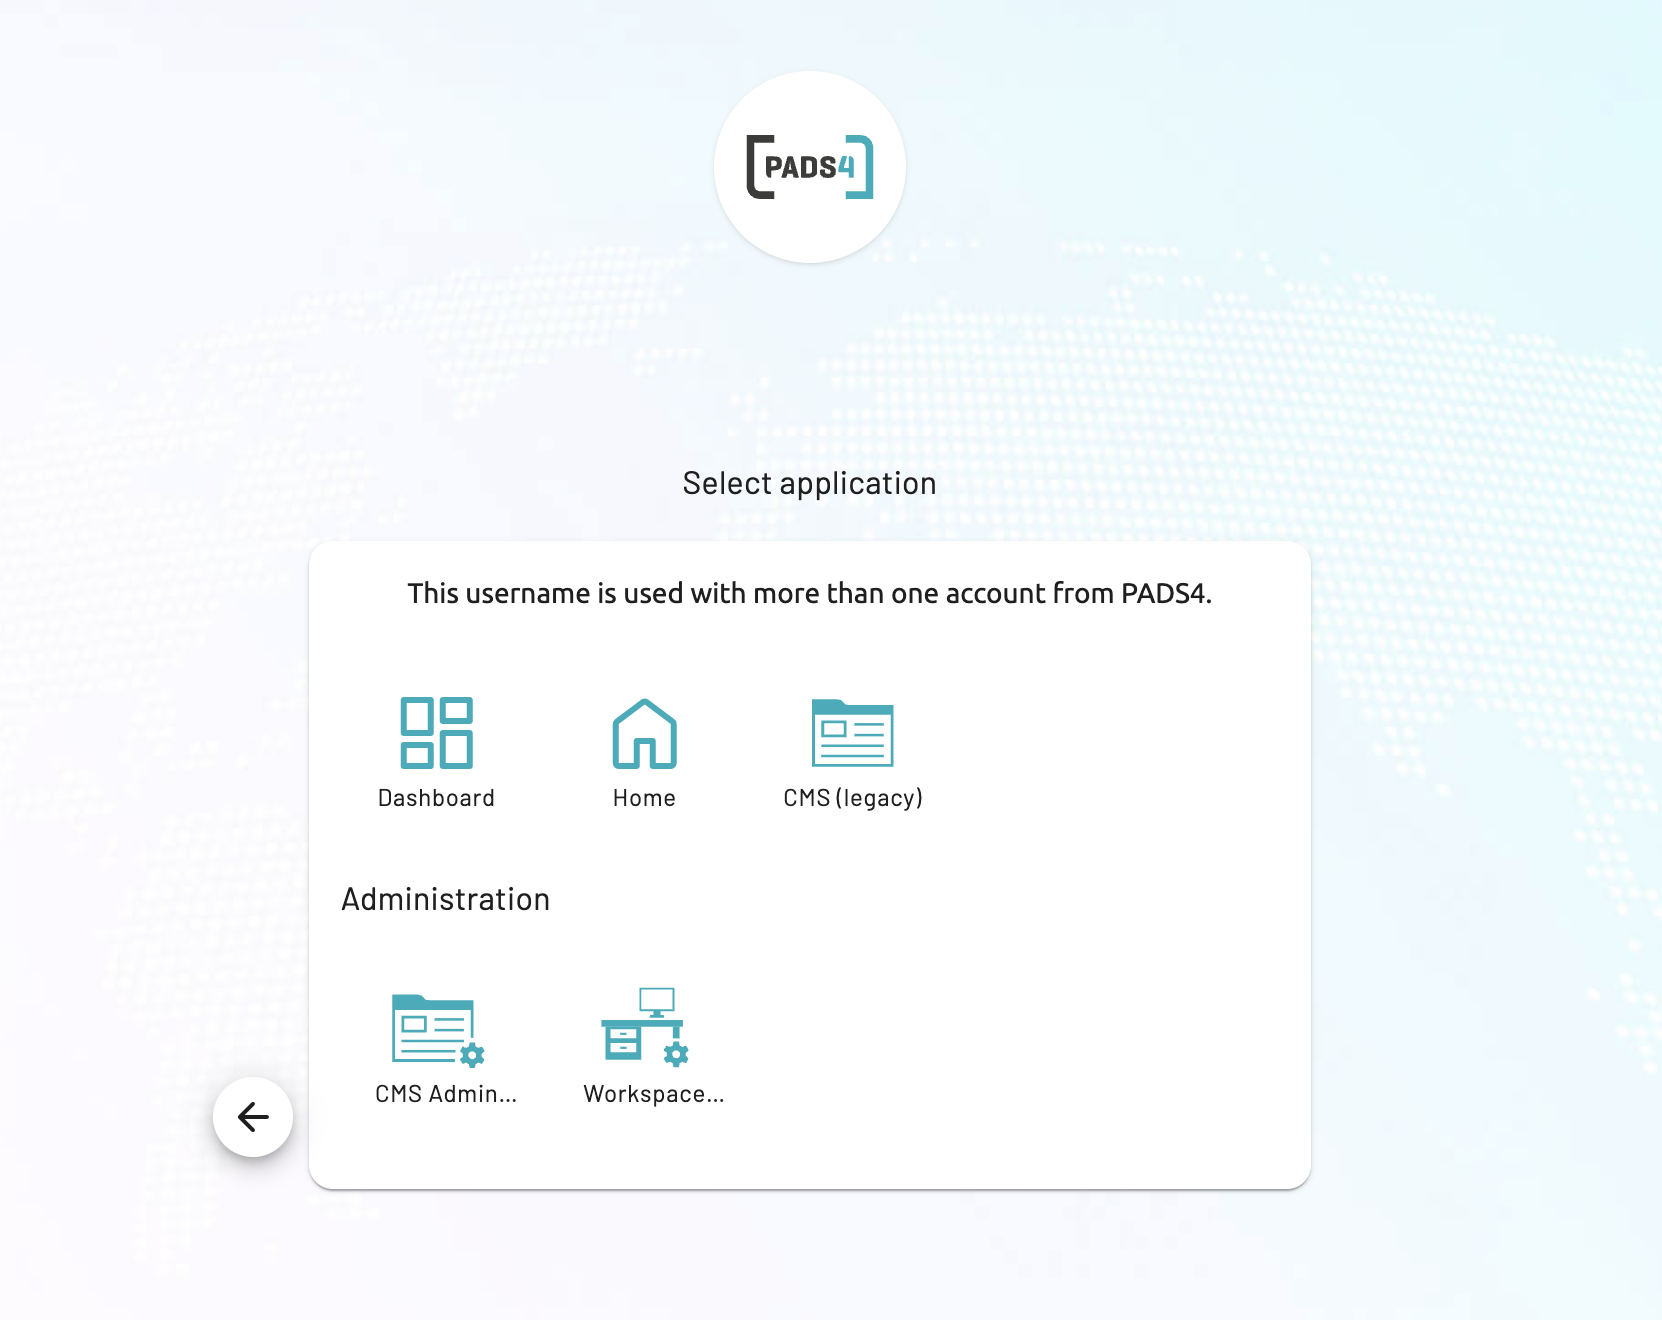 PADS4
Select application
This username is used with more than one account from PADS4.
Dashboard
Home
CMS (legacy)
Administration
CMS Admin...
Workspace...